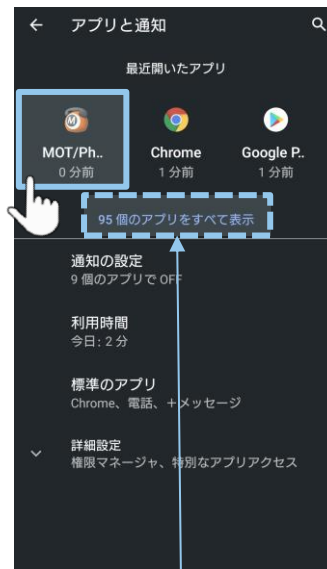 アプリと通知
最近開いたアプリ
MOT/Ph.. Chrome Google P..
0 分前 1 分前 1 分前
95 個のアプリをすべて表示
通知の設定
9 個のアプリで OFF
利用時間
今日: 2 分
標準のアプリ
Chrome、電話、+メッセージ
詳細設定
権限マネージャ、特別なアプリアクセス